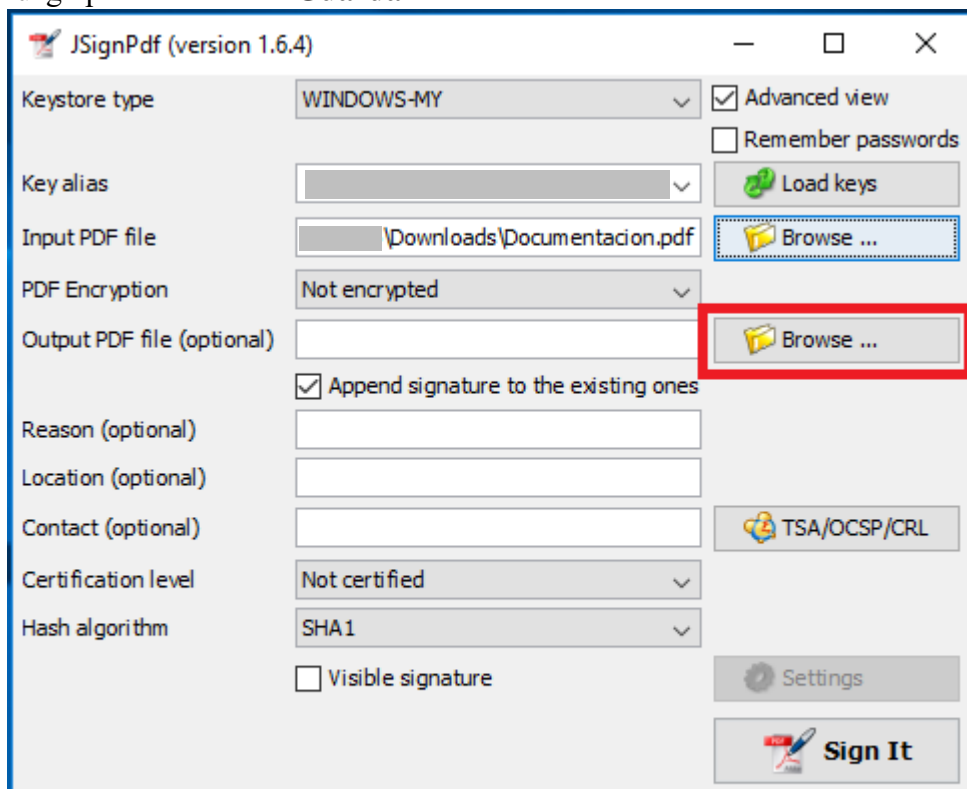 JSignPdf (version 1.6.4)
Keystore type WINDOWS-MY Advanced view
Remember passwords
Key alias Load keys
Input PDF file \Downloads\Documentacion.pdf Browse ...
PDF Encryption Not encrypted
Output PDF file (optional) Browse ...
Append signature to the existing ones
Reason (optional)
Location (optional)
Contact (optional) TSA/OCSP/CRL
Certification level Not certified
Hash algorithm SHA1
Visible signature Settings
Sign It